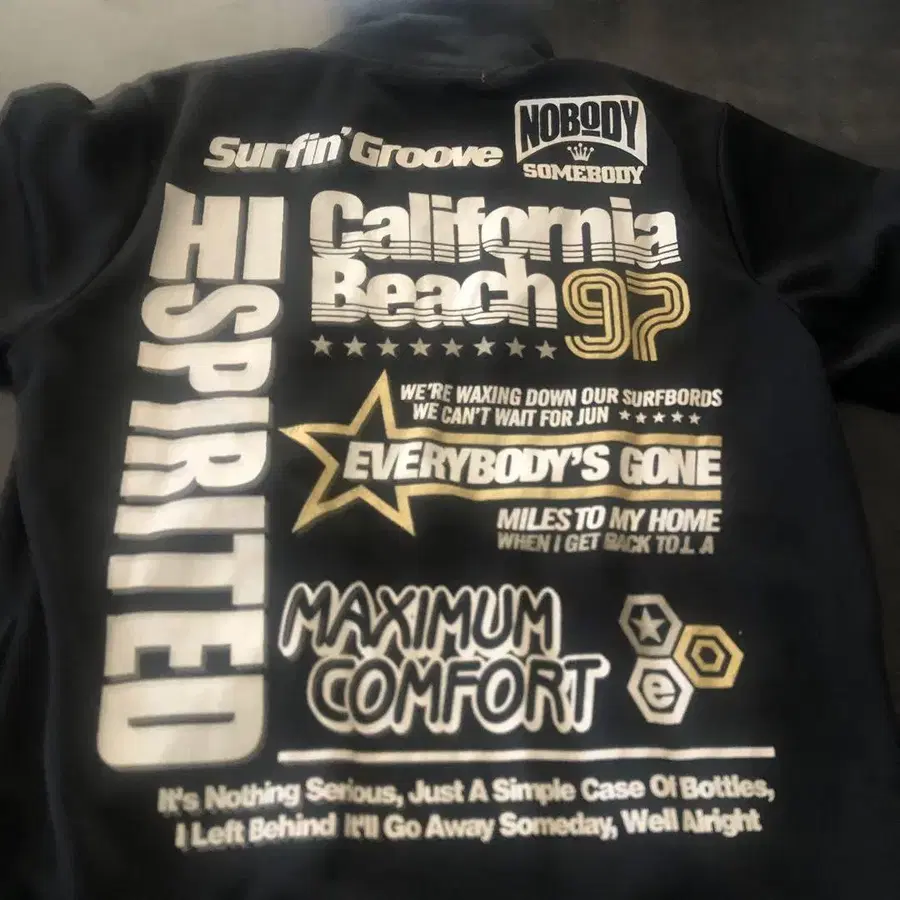 NOBODY
SOMEBODY
Surfin' Groove
California
Beach 97
HISPIRITED
WE'RE WAXING DOWN OUR SURFBORDS
WE CAN'T WAIT FOR JUN
EVERYBODY'S GONE
MILES TO MY HOME
WHEN I GET BACK TO L A
MAXIMUM
COMFORT
e
It's Nothing Serious, Just A Simple Case Of Bottles,
I Left Behind It'll Go Away Someday, Well Alright